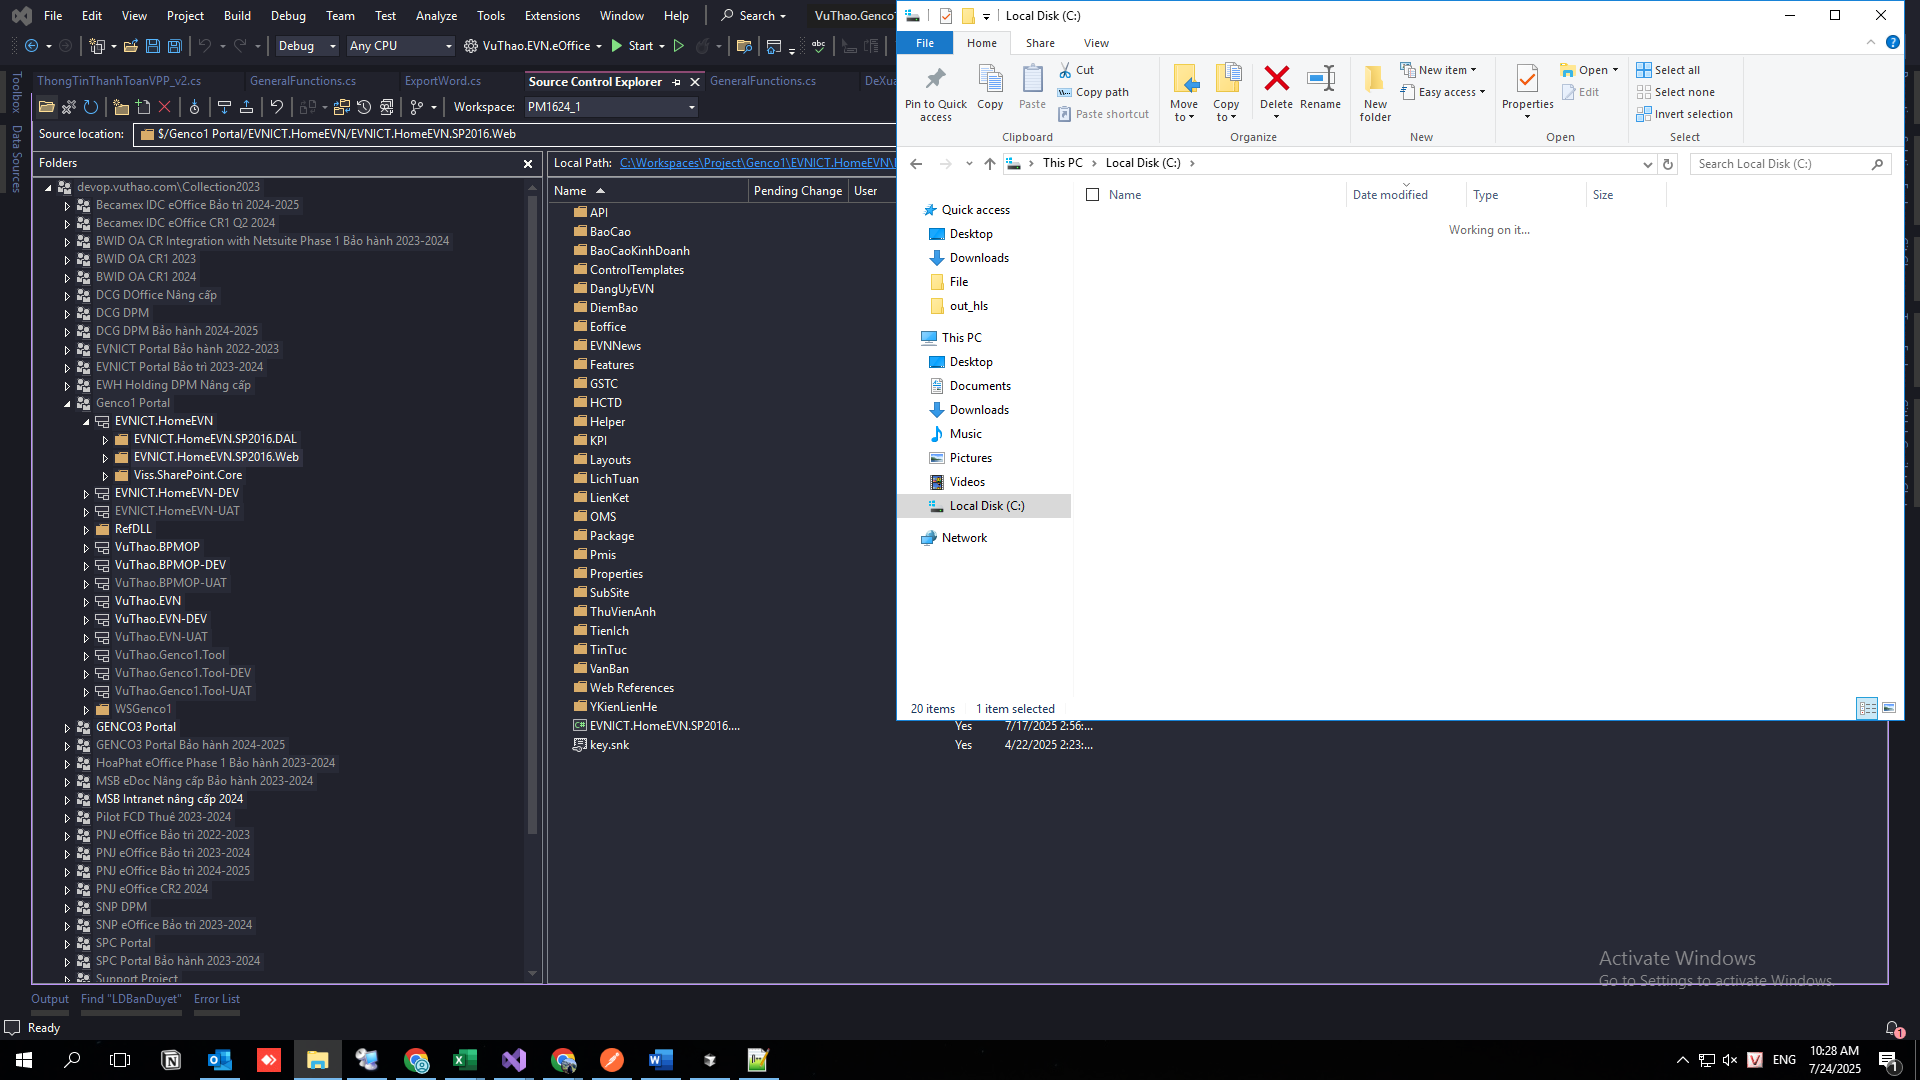 File Edit View Project Build Debug Team Test Analyze Tools Extensions Window Help Search VuThao.Genco1
Debug Any CPU VuThao.EVN.eOffice Start
ThongTinThanhToanVPP_v2.cs GeneralFunctions.cs ExportWord.cs Source Control Explorer GeneralFunctions.cs DeXua
Workspace: PM1624_1
Source location: $/Genco1 Portal/EVNICT.HomeEVN/EVNICT.HomeEVN.SP2016.Web
Toolbox
Data Sources
Folders
devop.vuthao.com\Collection2023
Becamex IDC eOffice Bảo trì 2024-2025
Becamex IDC eOffice CR1 Q2 2024
BWID OA CR Integration with Netsuite Phase 1 Bảo hành 2023-2024
BWID OA CR1 2023
BWID OA CR1 2024
DCG DOffice Nâng cấp
DCG DPM
DCG DPM Bảo hành 2024-2025
EVNICT Portal Bảo hành 2022-2023
EVNICT Portal Bảo trì 2023-2024
EWH Holding DPM Nâng cấp
Genco1 Portal
EVNICT.HomeEVN
EVNICT.HomeEVN.SP2016.DAL
EVNICT.HomeEVN.SP2016.Web
Viss.SharePoint.Core
EVNICT.HomeEVN-DEV
EVNICT.HomeEVN-UAT
RefDLL
VuThao.BPMOP
VuThao.BPMOP-DEV
VuThao.BPMOP-UAT
VuThao.EVN
VuThao.EVN-DEV
VuThao.EVN-UAT
VuThao.Genco1.Tool
VuThao.Genco1.Tool-DEV
VuThao.Genco1.Tool-UAT
WSGenco1
GENCO3 Portal
GENCO3 Portal Bảo hành 2024-2025
HoaPhat eOffice Phase 1 Bảo hành 2023-2024
MSB eDoc Nâng cấp Bảo hành 2023-2024
MSB Intranet nâng cấp 2024
Pilot FCD Thuế 2023-2024
PNJ eOffice Bảo trì 2022-2023
PNJ eOffice Bảo trì 2023-2024
PNJ eOffice Bảo trì 2024-2025
PNJ eOffice CR2 2024
SNP DPM
SNP eOffice Bảo trì 2023-2024
SPC Portal
SPC Portal Bảo hành 2023-2024
Support Project
Local Path: C:\Workspaces\Project\Genco1\EVNICT.HomeEVN\
Name Pending Change User
API
BaoCao
BaoCaoKinhDoanh
ControlTemplates
DangUyEVN
DiemBao
Eoffice
EVNNews
Features
GSTC
HCTD
Helper
KPI
Layouts
LichTuan
LienKet
OMS
Package
Pmis
Properties
SubSite
ThuVienAnh
TienIch
TinTuc
VanBan
Web References
YKienLienHe
EVNICT.HomeEVN.SP2016.... Yes 7/17/2025 2:56:...
key.snk Yes 4/22/2025 2:23:...
Output Find "LDBanDuyet" Error List
Ready
Local Disk (C:)
File Home Share View
Pin to Quick access Copy Paste Cut Copy path Paste shortcut
Clipboard
Move to Copy to Delete Rename
Organize
New folder New item Easy access
New
Properties Open Edit
Open
Select all Select none Invert selection
Select
This PC Local Disk (C:) Search Local Disk (C:)
Name Date modified Type Size
Working on it...
Quick access
Desktop
Downloads
File
out_hls
This PC
Desktop
Documents
Downloads
Music
Pictures
Videos
Local Disk (C:)
Network
20 items 1 item selected
Activate Windows
Go to Settings to activate Windows.
ENG 10:28 AM
7/24/2025